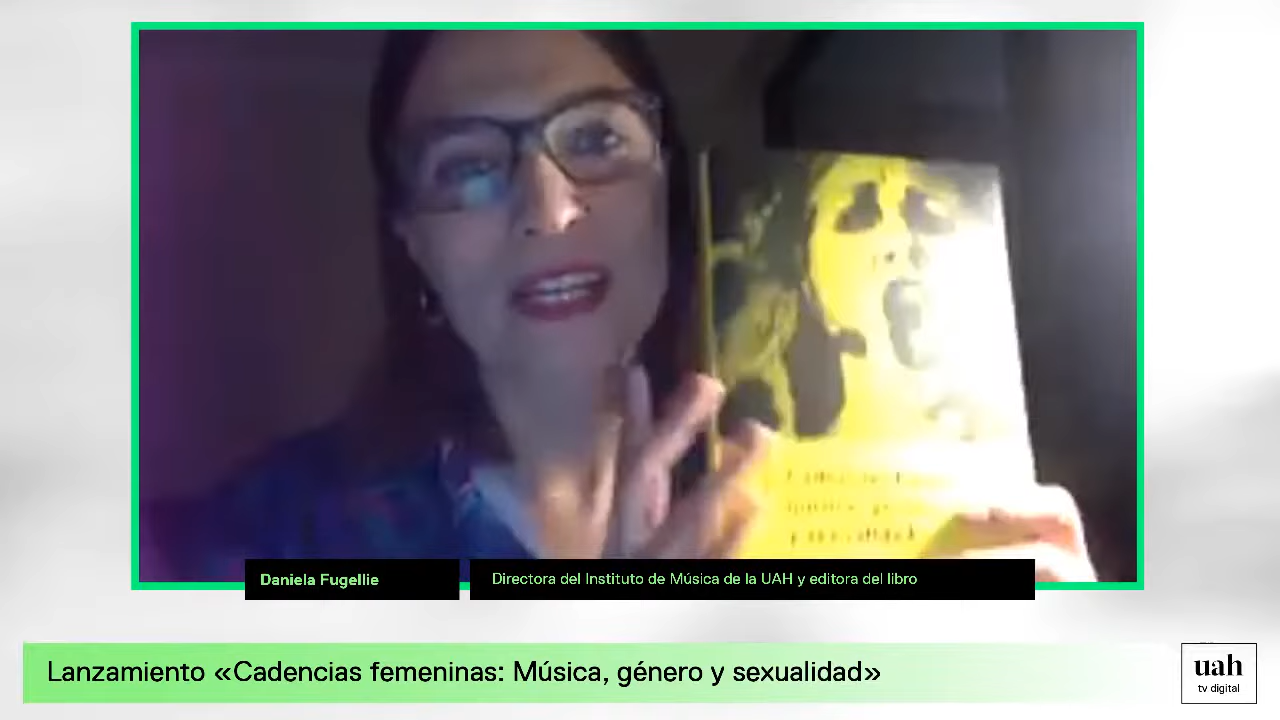 Daniela Fugellie
Directora del Instituto de Música de la UAH y editora del libro
Lanzamiento «Cadencias femeninas: Música, género y sexualidad»
uah
tv digital